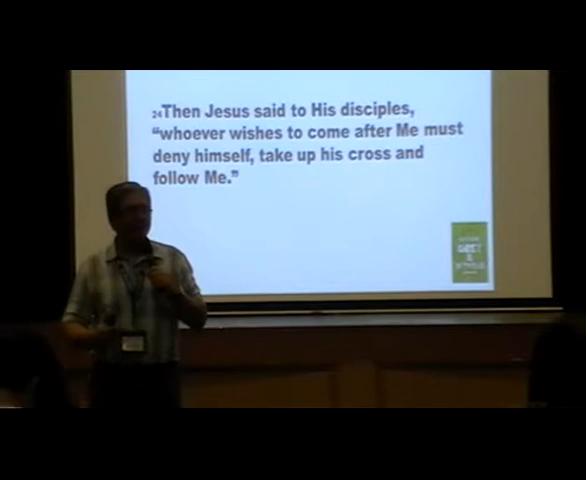 24Then Jesus said to His disciples,
“whoever wishes to come after Me must
deny himself, take up his cross and
follow Me.”